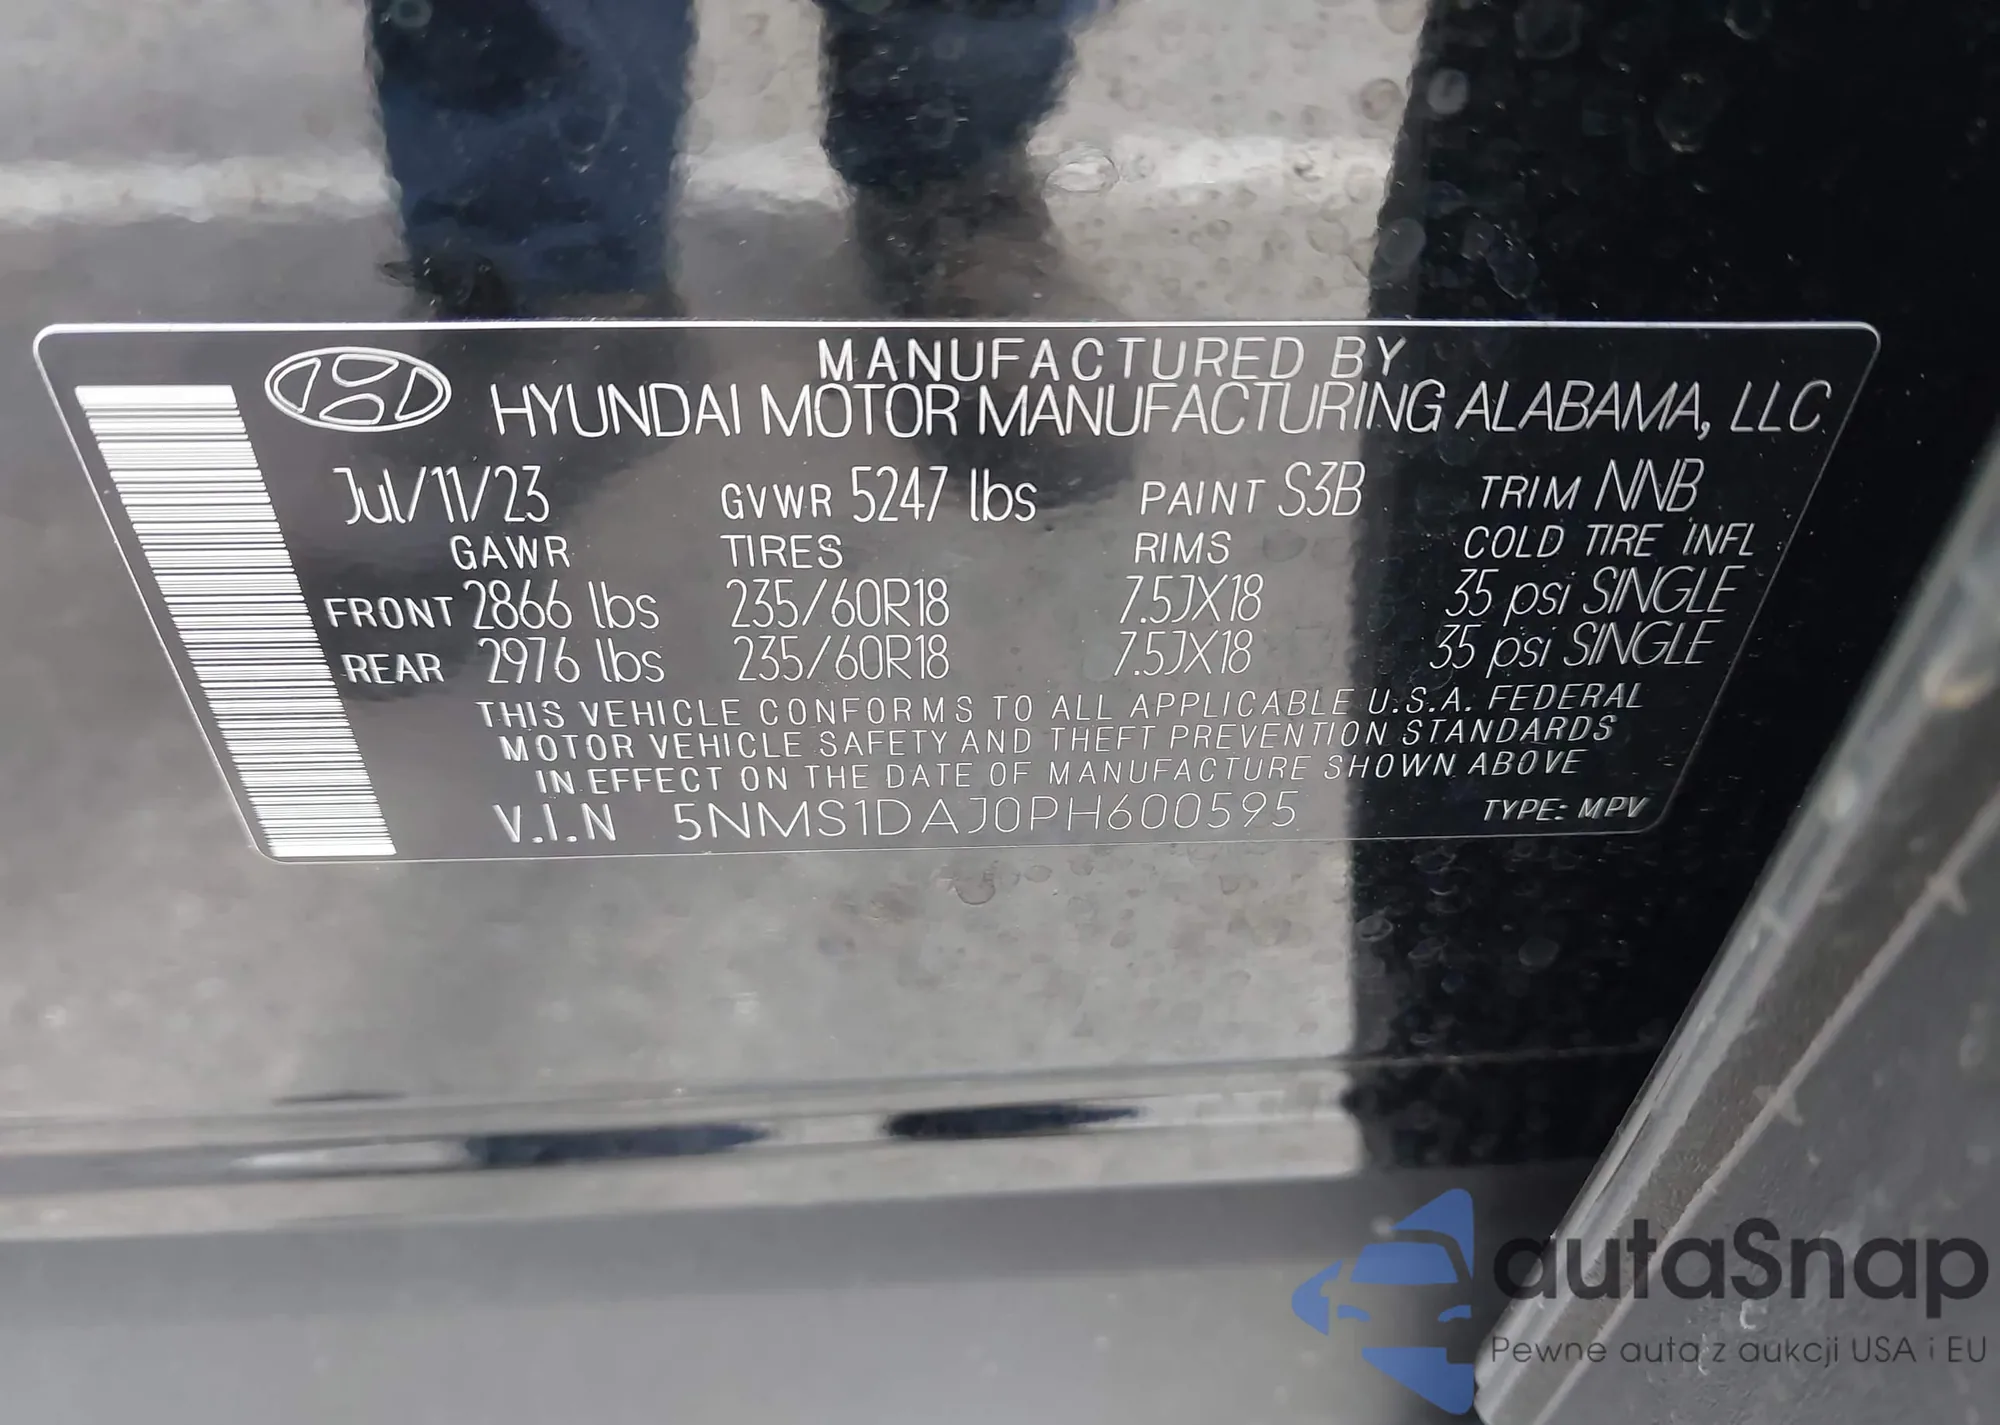 MANUFACTURED BY
HYUNDAI MOTOR MANUFACTURING ALABAMA, LLC
Jul/11/23 GVWR 5247 lbs PAINT S3B TRIM NNB
GAWR TIRES RIMS COLD TIRE INFL
FRONT 2866 lbs 235/60R18 7.5JX18 35 psi SINGLE
REAR 2976 lbs 235/60R18 7.5JX18 35 psi SINGLE
THIS VEHICLE CONFORMS TO ALL APPLICABLE U.S.A. FEDERAL
MOTOR VEHICLE SAFETY AND THEFT PREVENTION STANDARDS
IN EFFECT ON THE DATE OF MANUFACTURE SHOWN ABOVE
V.I.N 5NMS1DAJ0PH600595 TYPE: MPV
autaSnap
Pewne auta z aukcji USA i EU